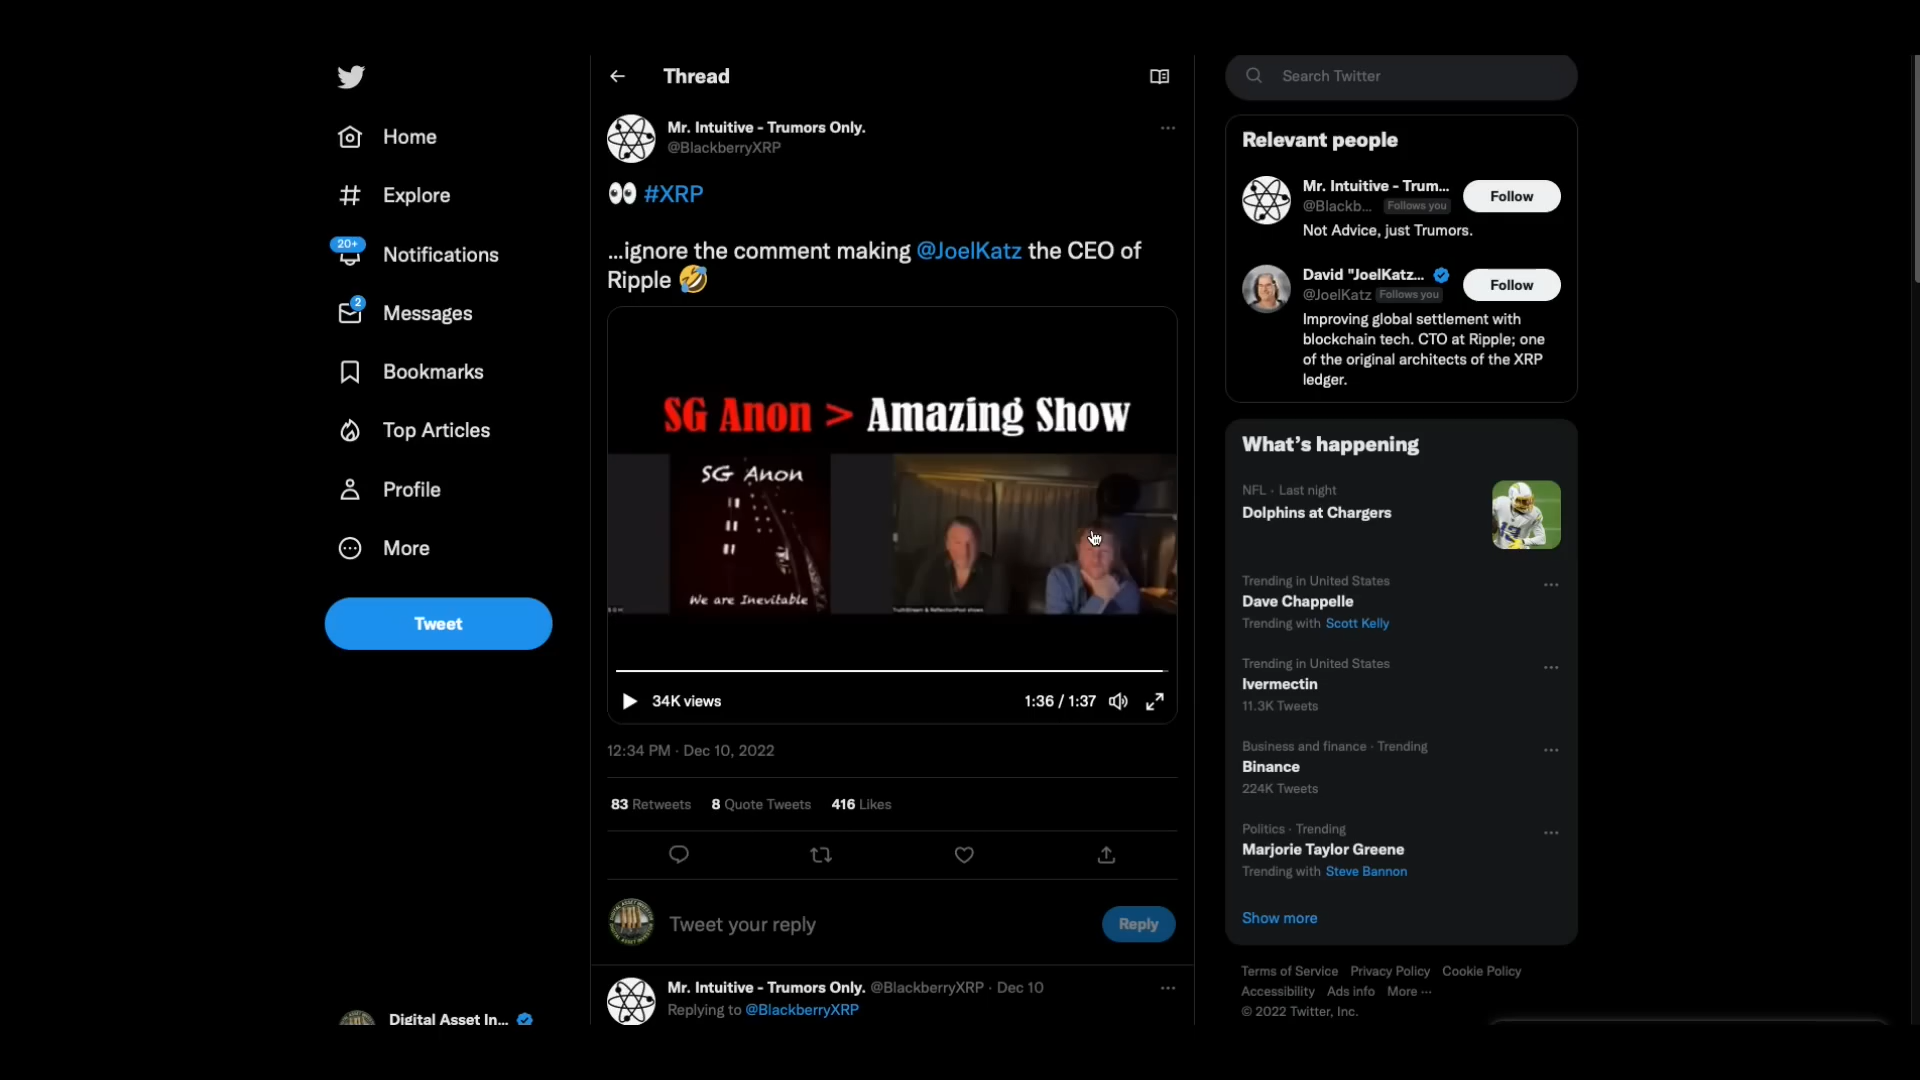 Home
Explore
20+
Notifications
2
Messages
Bookmarks
Top Articles
Profile
More
Tweet
Digital Asset In...
Thread
Mr. Intuitive - Trumors Only.
@BlackberryXRP
👀 #XRP
...ignore the comment making @JoelKatz the CEO of
Ripple 🤣
SG Anon > Amazing Show
SG Anon
We are Inevitable
34K views
1:36 / 1:37
12:34 PM · Dec 10, 2022
83 Retweets 8 Quote Tweets 416 Likes
Tweet your reply
Reply
Mr. Intuitive - Trumors Only. @BlackberryXRP · Dec 10
Replying to @BlackberryXRP
Search Twitter
Relevant people
Mr. Intuitive - Trum...
@Blackb... Follows you
Follow
Not Advice, just Trumors.
David "JoelKatz...
@JoelKatz Follows you
Follow
Improving global settlement with
blockchain tech. CTO at Ripple; one
of the original architects of the XRP
ledger.
What's happening
NFL · Last night
Dolphins at Chargers
Trending in United States
Dave Chappelle
Trending with Scott Kelly
Trending in United States
Ivermectin
11.3K Tweets
Business and finance · Trending
Binance
224K Tweets
Politics · Trending
Marjorie Taylor Greene
Trending with Steve Bannon
Show more
Terms of Service Privacy Policy Cookie Policy
Accessibility Ads info More ...
© 2022 Twitter, Inc.